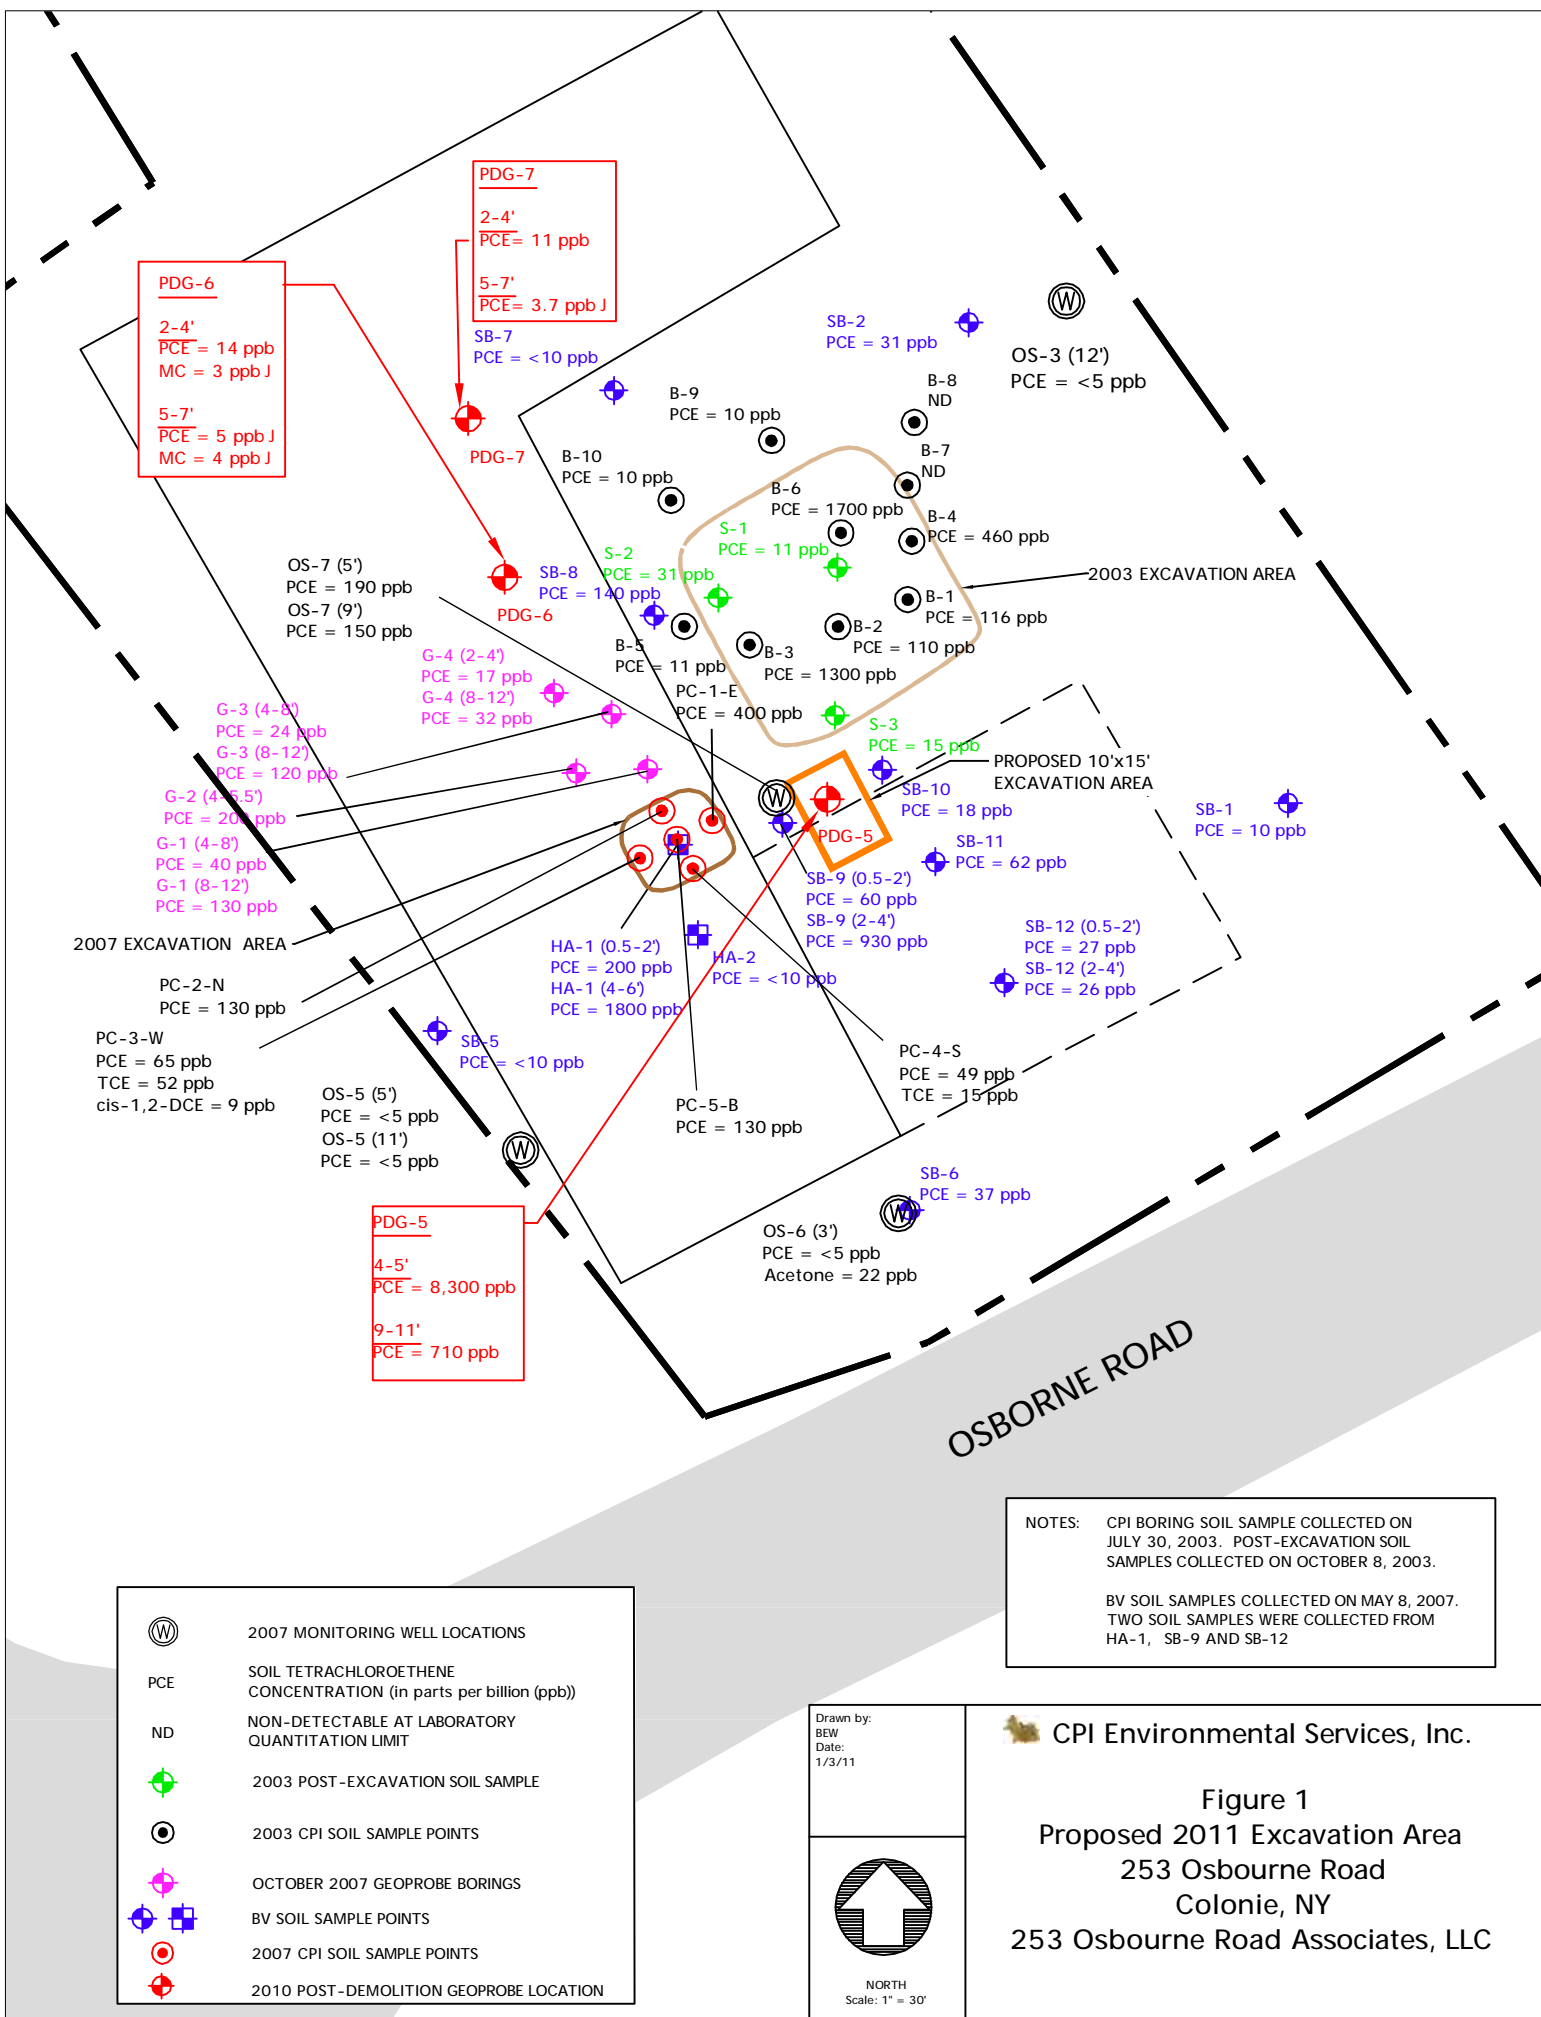 PDG-7
2-4'
PCE= 11 ppb
5-7'
PCE= 3.7 ppb J
PDG-6
2-4'
PCE = 14 ppb
MC = 3 ppb J
5-7'
PCE = 5 ppb J
MC = 4 ppb J
SB-7
PCE = <10 ppb
SB-2
PCE = 31 ppb
W
OS-3 (12')
PCE = <5 ppb
B-8
ND
B-9
PCE = 10 ppb
PDG-7
B-10
PCE = 10 ppb
B-7
ND
B-6
PCE = 1700 ppb
B-4
PCE = 460 ppb
S-1
PCE = 11 ppb
S-2
PCE = 31 ppb
SB-8
PCE = 140 ppb
PDG-6
2003 EXCAVATION AREA
OS-7 (5')
PCE = 190 ppb
OS-7 (9')
PCE = 150 ppb
B-1
PCE = 116 ppb
B-2
PCE = 110 ppb
B-3
PCE = 1300 ppb
B-5
PCE = 11 ppb
G-4 (2-4')
PCE = 17 ppb
G-4 (8-12')
PCE = 32 ppb
PC-1-E
PCE = 400 ppb
G-3 (4-8')
PCE = 24 ppb
G-3 (8-12')
PCE = 120 ppb
S-3
PCE = 15 ppb
PROPOSED 10'x15'
EXCAVATION AREA
G-2 (4-5.5')
PCE = 200 ppb
W
SB-10
PCE = 18 ppb
SB-1
PCE = 10 ppb
G-1 (4-8')
PCE = 40 ppb
G-1 (8-12')
PCE = 130 ppb
PDG-5
SB-11
PCE = 62 ppb
SB-9 (0.5-2')
PCE = 60 ppb
SB-9 (2-4')
PCE = 930 ppb
2007 EXCAVATION AREA
HA-1 (0.5-2')
PCE = 200 ppb
HA-1 (4-6')
PCE = 1800 ppb
HA-2
PCE = <10 ppb
SB-12 (0.5-2')
PCE = 27 ppb
SB-12 (2-4')
PCE = 26 ppb
PC-2-N
PCE = 130 ppb
PC-3-W
PCE = 65 ppb
TCE = 52 ppb
cis-1,2-DCE = 9 ppb
SB-5
PCE = <10 ppb
PC-4-S
PCE = 49 ppb
TCE = 15 ppb
OS-5 (5')
PCE = <5 ppb
OS-5 (11')
PCE = <5 ppb
W
PC-5-B
PCE = 130 ppb
SB-6
PCE = 37 ppb
W
OS-6 (3')
PCE = <5 ppb
Acetone = 22 ppb
PDG-5
4-5'
PCE = 8,300 ppb
9-11'
PCE = 710 ppb
OSBORNE ROAD
NOTES: CPI BORING SOIL SAMPLE COLLECTED ON
JULY 30, 2003. POST-EXCAVATION SOIL
SAMPLES COLLECTED ON OCTOBER 8, 2003.
BV SOIL SAMPLES COLLECTED ON MAY 8, 2007.
TWO SOIL SAMPLES WERE COLLECTED FROM
HA-1, SB-9 AND SB-12
W 2007 MONITORING WELL LOCATIONS
PCE SOIL TETRACHLOROETHENE
CONCENTRATION (in parts per billion (ppb))
ND NON-DETECTABLE AT LABORATORY
QUANTITATION LIMIT
2003 POST-EXCAVATION SOIL SAMPLE
2003 CPI SOIL SAMPLE POINTS
OCTOBER 2007 GEOPROBE BORINGS
BV SOIL SAMPLE POINTS
2007 CPI SOIL SAMPLE POINTS
2010 POST-DEMOLITION GEOPROBE LOCATION
Drawn by:
BEW
Date:
1/3/11
NORTH
Scale: 1" = 30'
CPI Environmental Services, Inc.
Figure 1
Proposed 2011 Excavation Area
253 Osbourne Road
Colonie, NY
253 Osbourne Road Associates, LLC